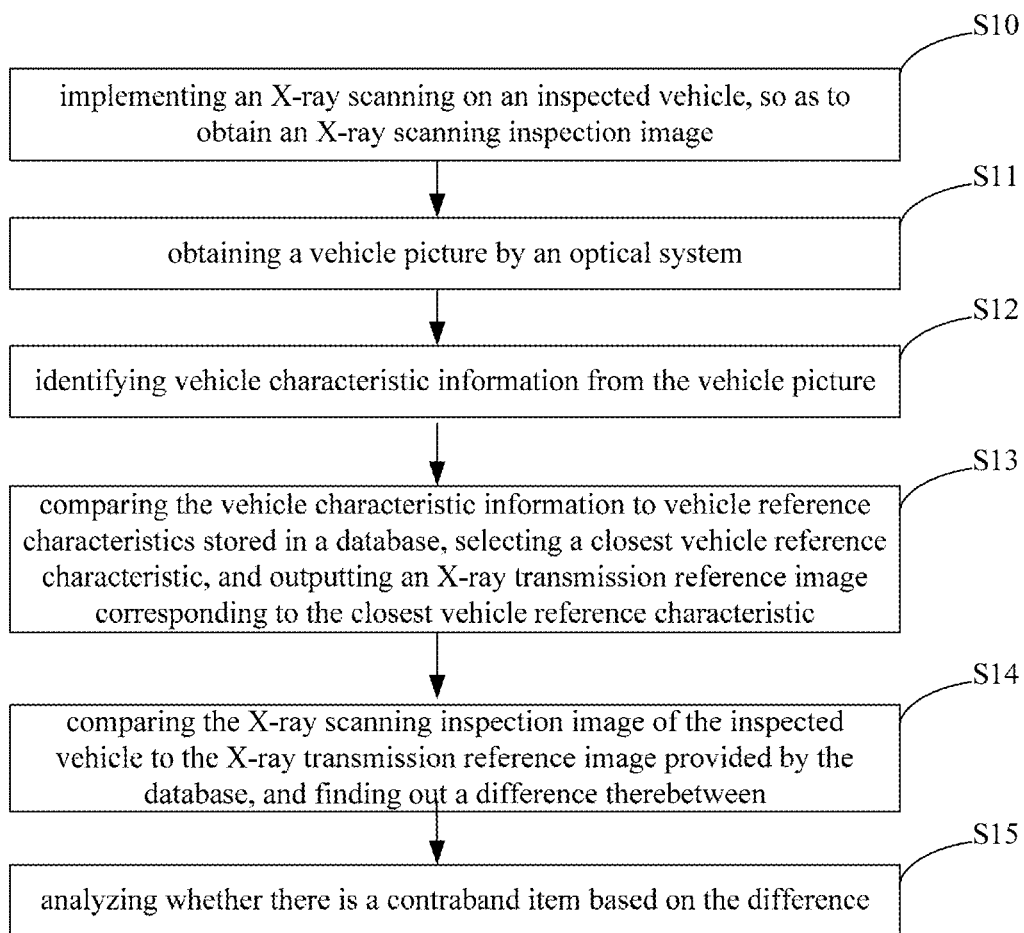 S10
implementing an X-ray scanning on an inspected vehicle, so as to
obtain an X-ray scanning inspection image
S11
obtaining a vehicle picture by an optical system
S12
identifying vehicle characteristic information from the vehicle picture
S13
comparing the vehicle characteristic information to vehicle reference
characteristics stored in a database, selecting a closest vehicle reference
characteristic, and outputting an X-ray transmission reference image
corresponding to the closest vehicle reference characteristic
S14
comparing the X-ray scanning inspection image of the inspected
vehicle to the X-ray transmission reference image provided by the
database, and finding out a difference therebetween
S15
analyzing whether there is a contraband item based on the difference